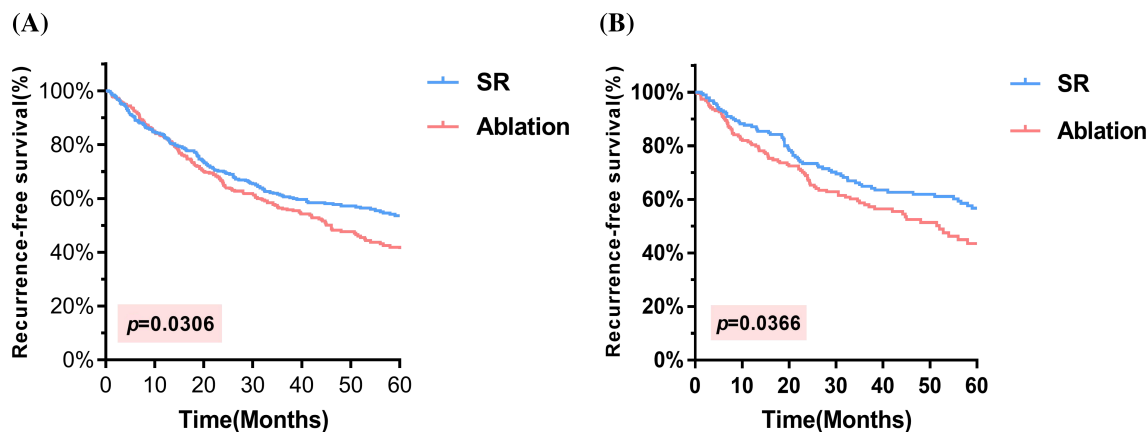 (A)
SR
Ablation
Recurrence-free survival(%)
100%
80%
60%
40%
20%
0%
p=0.0306
0 10 20 30 40 50 60
Time(Months)
(B)
SR
Ablation
Recurrence-free survival(%)
100%
80%
60%
40%
20%
0%
p=0.0366
0 10 20 30 40 50 60
Time(Months)